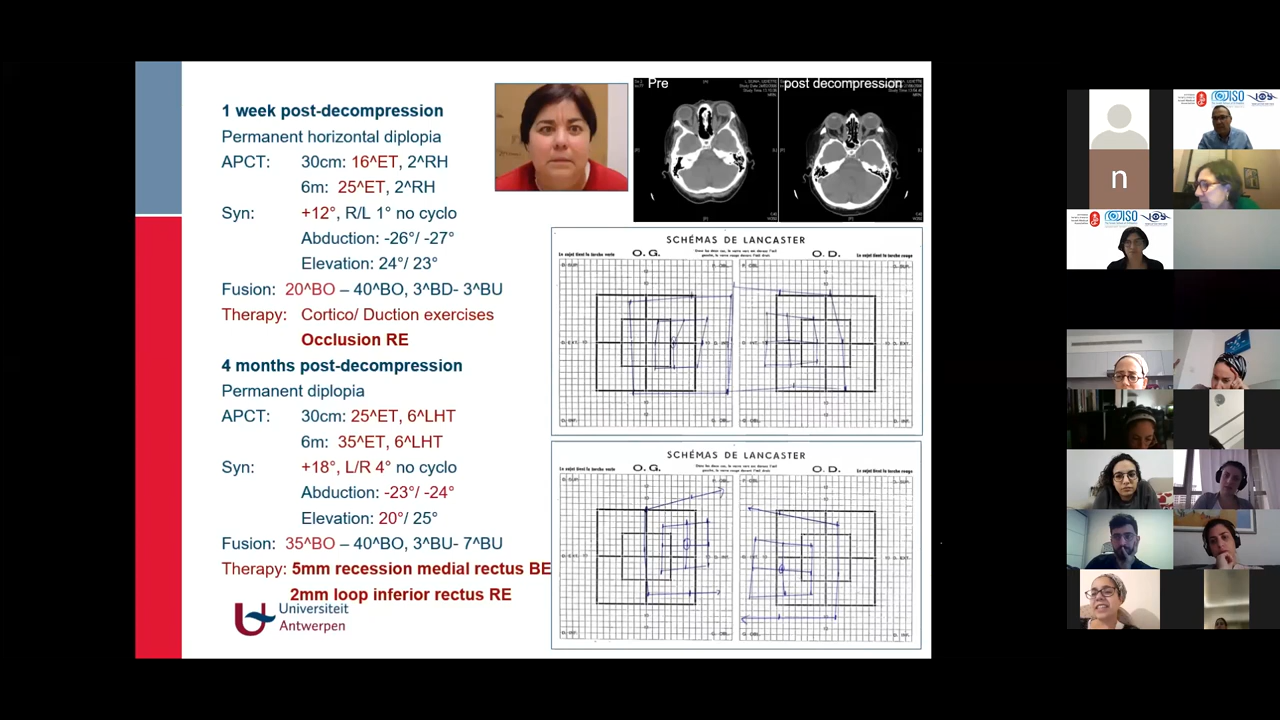 1 week post-decompression
Permanent horizontal diplopia
APCT: 30cm: 16^ET, 2^RH
6m: 25^ET, 2^RH
Syn: +12°, R/L 1° no cyclo
Abduction: -26°/ -27°
Elevation: 24°/ 23°
Fusion: 20^BO – 40^BO, 3^BD- 3^BU
Therapy: Cortico/ Duction exercises
Occlusion RE
4 months post-decompression
Permanent diplopia
APCT: 30cm: 25^ET, 6^LHT
6m: 35^ET, 6^LHT
Syn: +18°, L/R 4° no cyclo
Abduction: -23°/ -24°
Elevation: 20°/ 25°
Fusion: 35^BO – 40^BO, 3^BU- 7^BU
Therapy: 5mm recession medial rectus BE
2mm loop inferior rectus RE
Universiteit
Antwerpen
Pre
post decompression
SCHÉMAS DE LANCASTER
O. G.
O. D.
SCHÉMAS DE LANCASTER
O. G.
O. D.
n
ISO
ISO